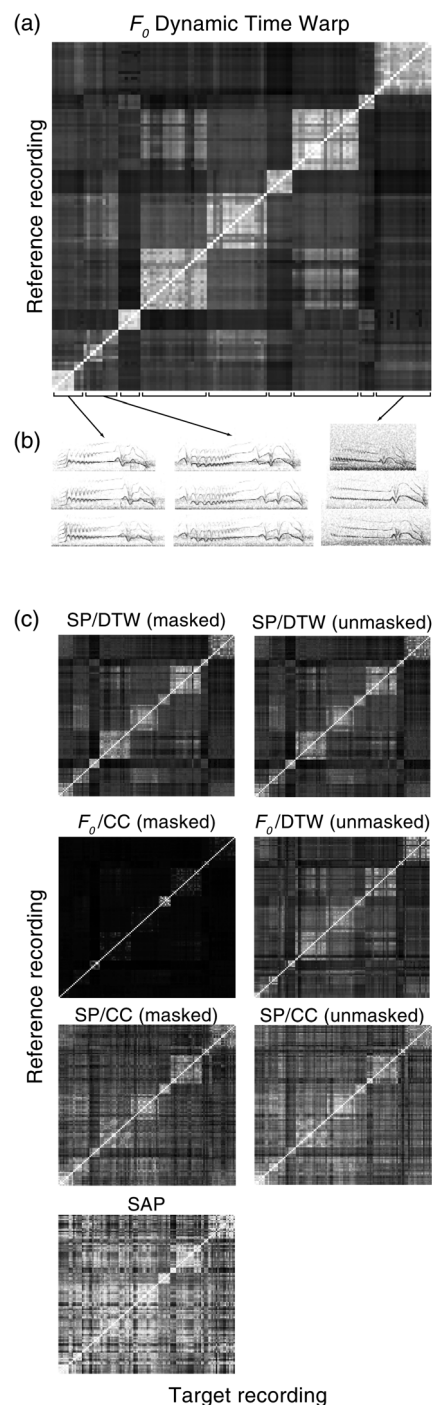 (a)
F0 Dynamic Time Warp
Reference recording
(b)
(c)
SP/DTW (masked)
SP/DTW (unmasked)
F0/CC (masked)
F0/DTW (unmasked)
Reference recording
SP/CC (masked)
SP/CC (unmasked)
SAP
Target recording